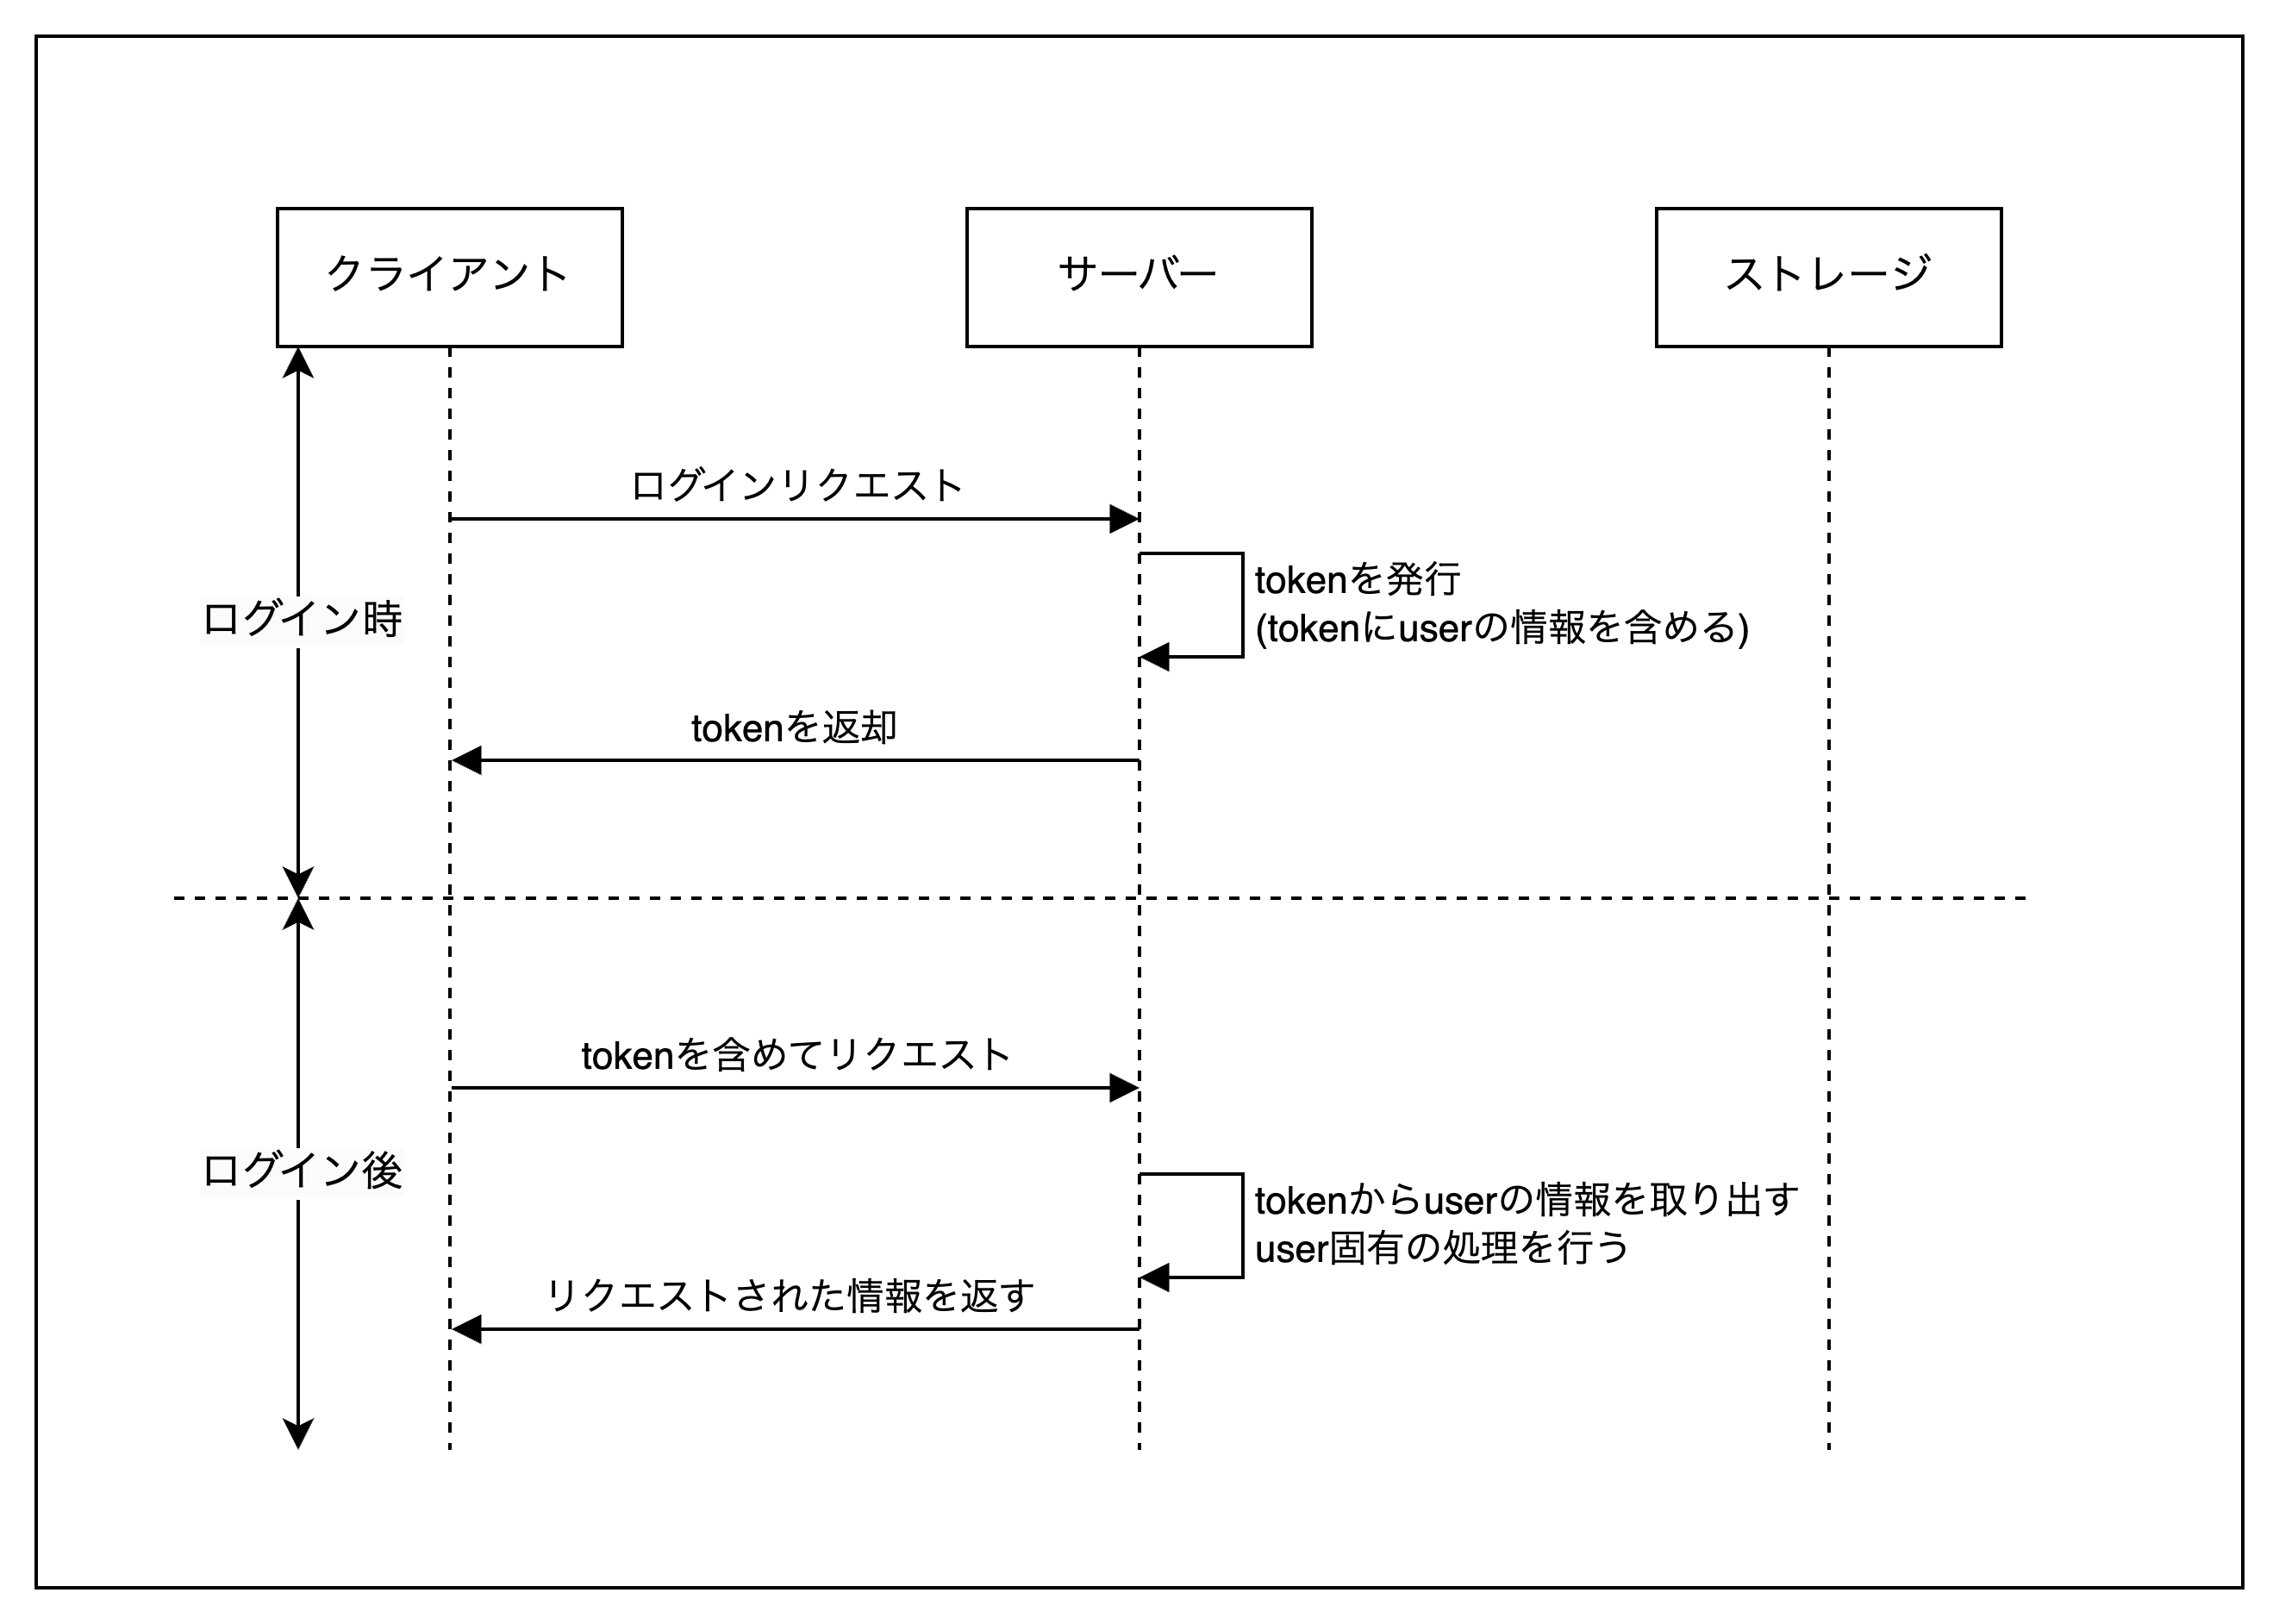 クライアント
サーバー
ストレージ
ログインリクエスト
tokenを発行
(tokenにuserの情報を含める)
ログイン時
tokenを返却
tokenを含めてリクエスト
ログイン後
tokenからuserの情報を取り出す
user固有の処理を行う
リクエストされた情報を返す